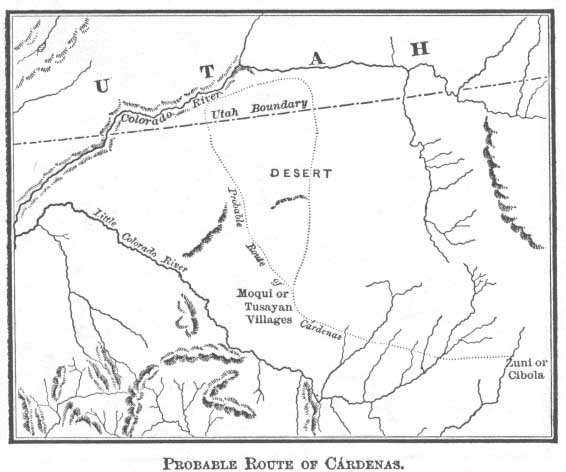 U T A H
Colorado River
Utah Boundary
DESERT
Little Colorado River
Probable Route of Cárdenas
Moqui or
Tusayan
Villages
Zuni or
Cibola
PROBABLE ROUTE OF CÁRDENAS.